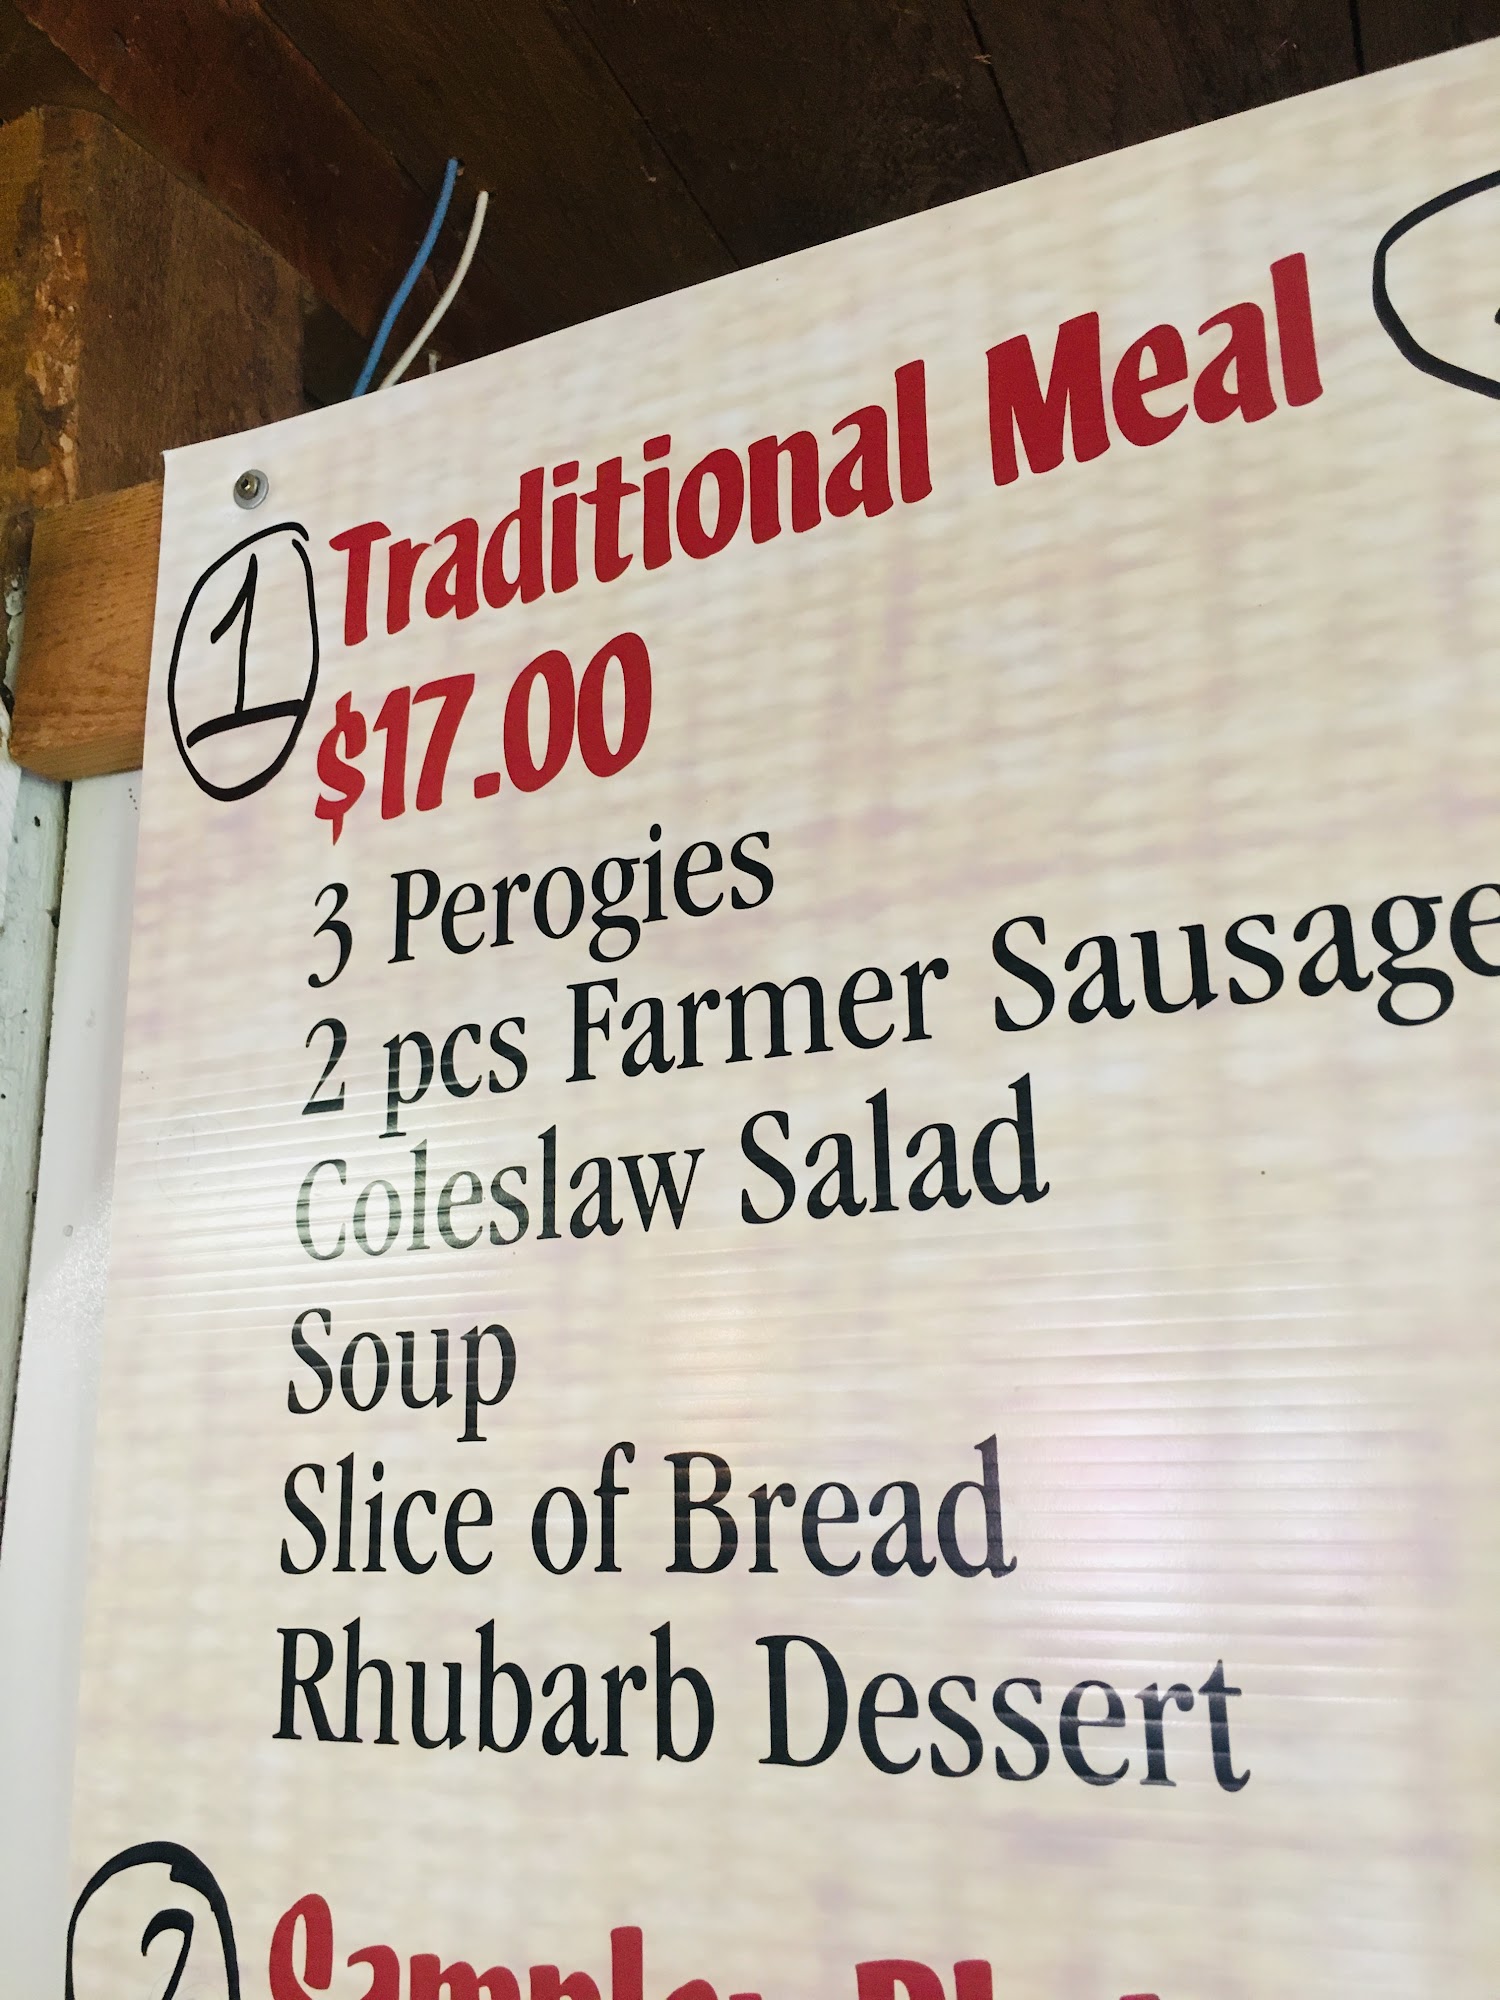 1 Traditional Meal
$17.00
3 Perogies
2 pcs Farmer Sausage
Coleslaw Salad
Soup
Slice of Bread
Rhubarb Dessert
2 Sampler